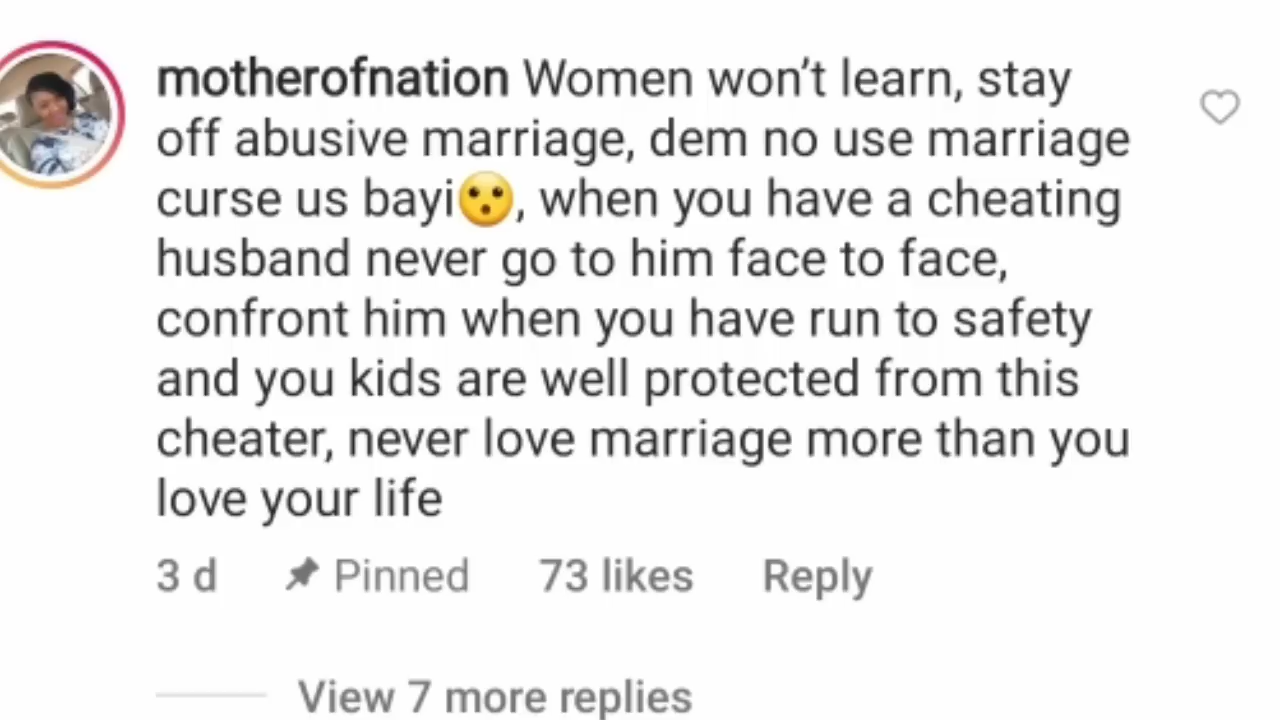 motherofnation Women won't learn, stay
off abusive marriage, dem no use marriage
curse us bayi😮, when you have a cheating
husband never go to him face to face,
confront him when you have run to safety
and you kids are well protected from this
cheater, never love marriage more than you
love your life
3 d Pinned 73 likes Reply
View 7 more replies